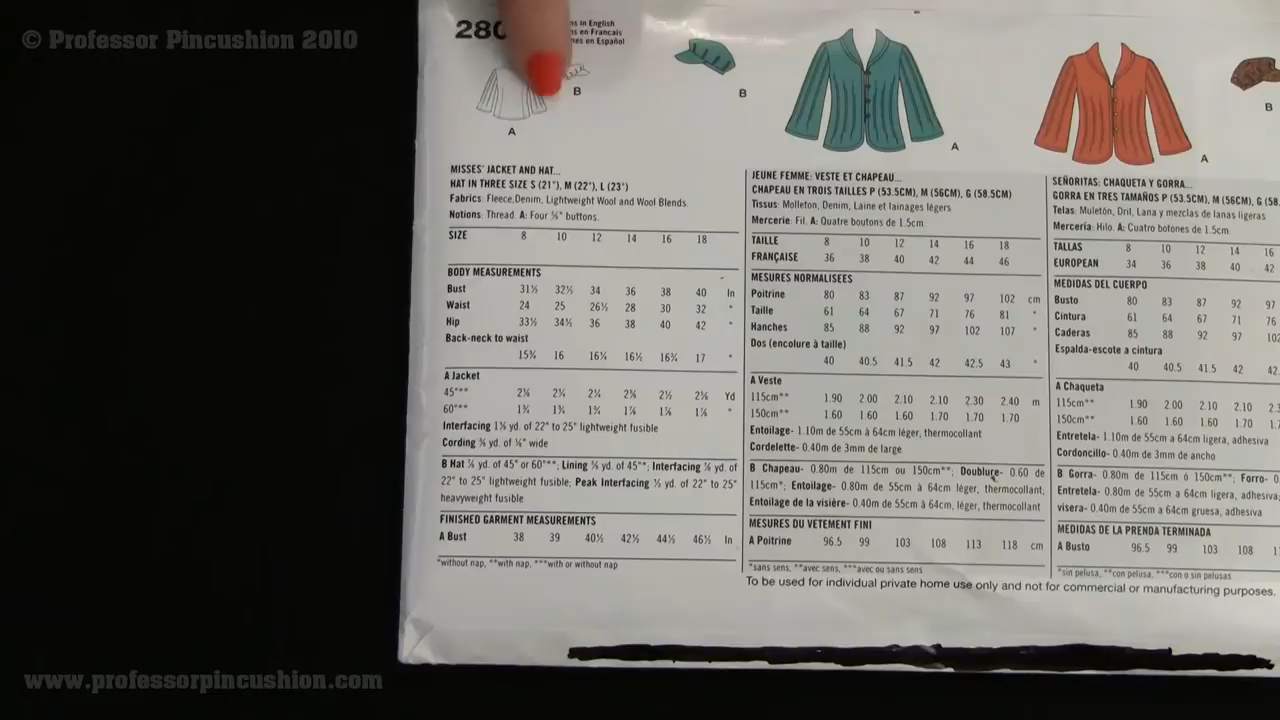 © Professor Pincushion 2010
280
ns in English
ns en Francais
nes en Español
B
A
B
A
A
B
MISSES' JACKET AND HAT...
HAT IN THREE SIZE S (21"), M (22"), L (23")
Fabrics: Fleece,Denim, Lightweight Wool and Wool Blends.
Notions: Thread. A: Four ⅝" buttons.
SIZE 8 10 12 14 16 18
BODY MEASUREMENTS
Bust 31½ 32½ 34 36 38 40 In
Waist 24 25 26½ 28 30 32 "
Hip 33½ 34½ 36 38 40 42 "
Back-neck to waist
15¾ 16 16¼ 16½ 16¾ 17 "
A Jacket
45"** Yd
60"** "
Interfacing yd. of 22" to 25" lightweight fusible
Cording yd. of wide
B Hat ⅞ yd. of 45" or 60"**; Lining yd. of 45"*; Interfacing ⅞ yd. of
22" to 25" lightweight fusible; Peak Interfacing yd. of 22" to 25"
heavyweight fusible
FINISHED GARMENT MEASUREMENTS
A Bust 38 39 40½ 42½ 44½ 46½ In
*without nap, **with nap, ***with or without nap
JEUNE FEMME: VESTE ET CHAPEAU...
CHAPEAU EN TROIS TAILLES P (53.5CM), M (56CM), G (58.5CM)
Tissus: Molleton, Denim, Laine et lainages légers
Mercerie: Fil. A: Quatre boutons de 1.5cm.
TAILLE 8 10 12 14 16 18
FRANÇAISE 36 38 40 42 44 46
MESURES NORMALISEES
Poitrine 80 83 87 92 97 102 cm
Taille 61 64 67 71 76 81 "
Hanches 85 88 92 97 102 107 "
Dos (encolure à taille)
40 40.5 41.5 42 42.5 43 "
A Veste
115cm** 1.90 2.00 2.10 2.10 2.30 2.40 m
150cm** 1.60 1.60 1.60 1.70 1.70 1.70
Entoilage- 1.10m de 55cm à 64cm léger, thermocollant
Cordelette- 0.40m de 3mm de large
B Chapeau- 0.80m de 115cm ou 150cm**; Doublure- 0.60 de
115cm*; Entoilage- 0.80m de 55cm à 64cm léger, thermocollant;
Entoilage de la visière- 0.40m de 55cm à 64cm, léger, thermocollant
MESURES DU VETEMENT FINI
A Poitrine 96.5 99 103 108 113 118 cm
*sans sens, **avec sens, ***avec ou sans sens
SEÑORITAS: CHAQUETA Y GORRA...
GORRA EN TRES TAMAÑOS P (53.5CM), M (56CM), G (58.
Telas: Muletón, Dril, Lana y mezclas de lanas ligeras
Mercería: Hilo. A: Cuatro botones de 1.5cm.
TALLAS 8 10 12 14 16
EUROPEAN 34 36 38 40 42
MEDIDAS DEL CUERPO
Busto 80 83 87 92 97
Cintura 61 64 67 71 76
Caderas 85 88 92 97 102
Espalda-escote a cintura
40 40.5 41.5 42 42.
A Chaqueta
115cm** 1.90 2.00 2.10 2.10 2.3
150cm** 1.60 1.60 1.60 1.70 1.7
Entretela- 1.10m de 55cm a 64cm ligera, adhesiva
Cordoncillo- 0.40m de 3mm de ancho
B Gorra- 0.80m de 115cm ó 150cm**; Forro- 0.
Entretela- 0.80m de 55cm a 64cm ligera, adhesiva;
visera- 0.40m de 55cm a 64cm gruesa, adhesiva
MEDIDAS DE LA PRENDA TERMINADA
A Busto 96.5 99 103 108 11
*sin pelusa, **con pelusa, ***con o sin pelusas
To be used for individual private home use only and not for commercial or manufacturing purposes.
www.professorpincushion.com